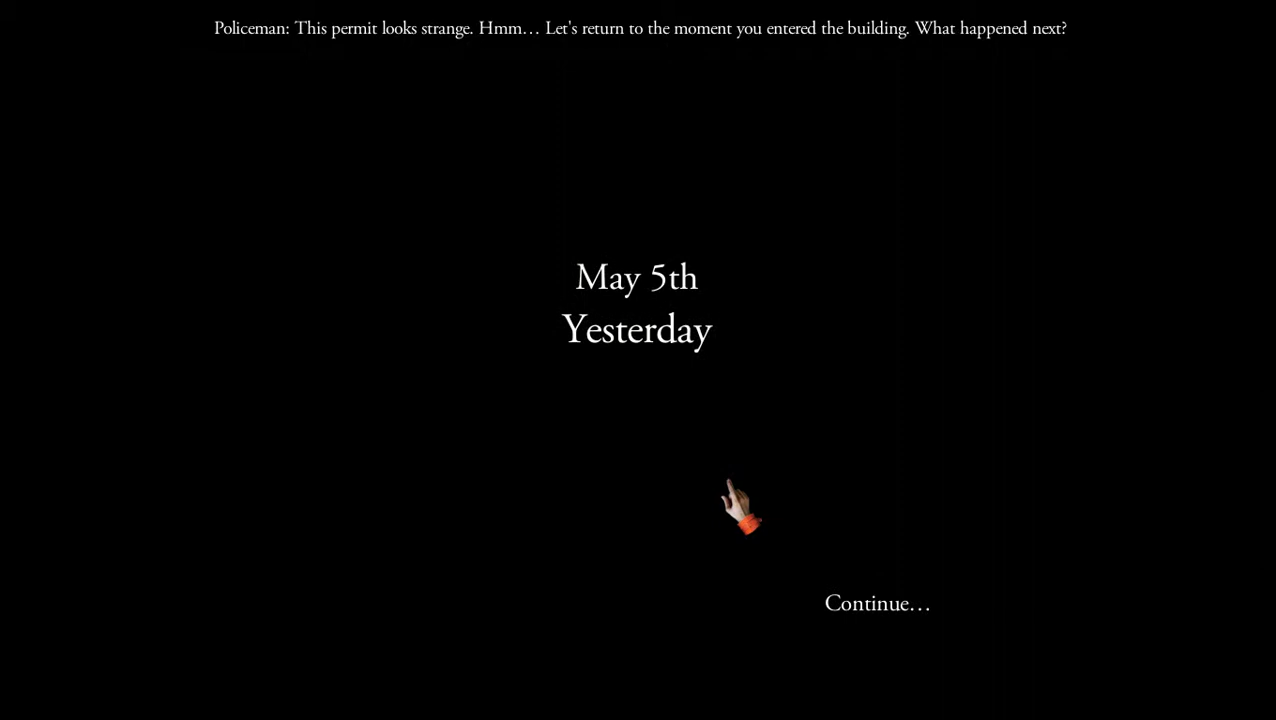 Policeman: This permit looks strange. Hmm… Let's return to the moment you entered the building. What happened next?
May 5th
Yesterday
Continue…